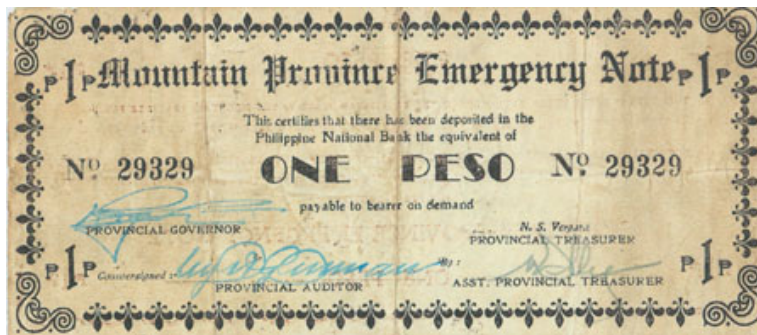 P 1 P Mountain Province Emergency Note P 1 P
This certifies that there has been deposited in the
Philippine National Bank the equivalent of
Nº 29329 ONE PESO Nº 29329
payable to bearer on demand
PROVINCIAL GOVERNOR
N. S. Vergara
PROVINCIAL TREASURER
P 1 P Countersigned: By: P 1 P
PROVINCIAL AUDITOR ASST. PROVINCIAL TREASURER